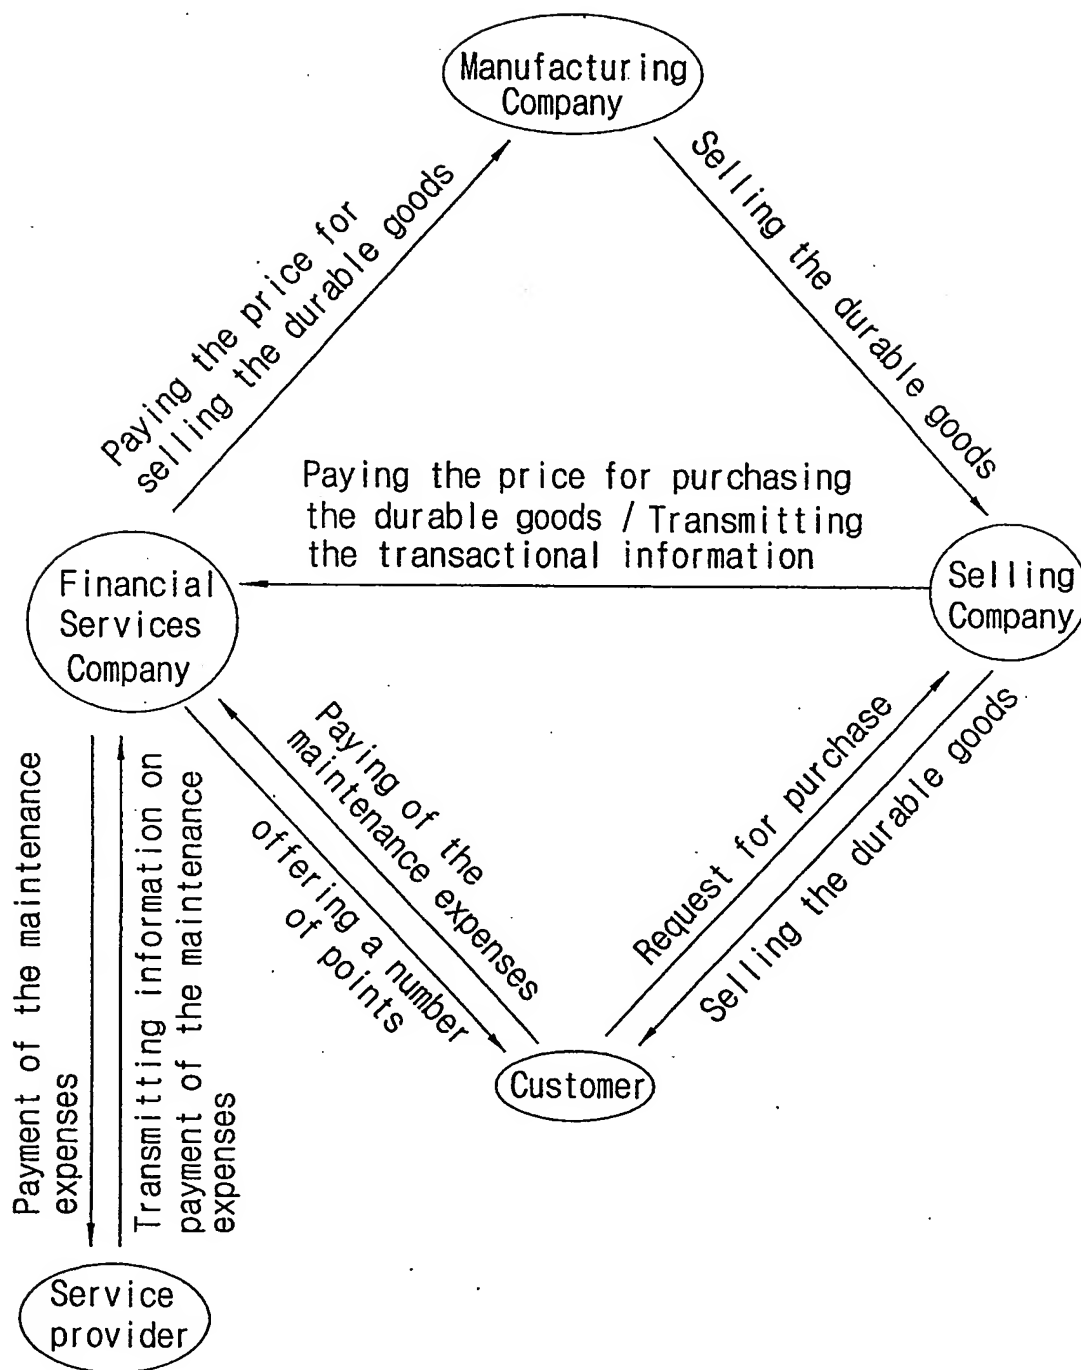 Manufacturing
Company
Paying the price for
selling the durable goods
Selling the durable goods
Paying the price for purchasing
the durable goods / Transmitting
the transactional information
Financial
Services
Company
Selling
Company
Paying of the
maintenance expenses
offering a number
of points
Request for purchase
Selling the durable goods
Payment of the maintenance
expenses
Transmitting information on
payment of the maintenance
expenses
Customer
Service
provider